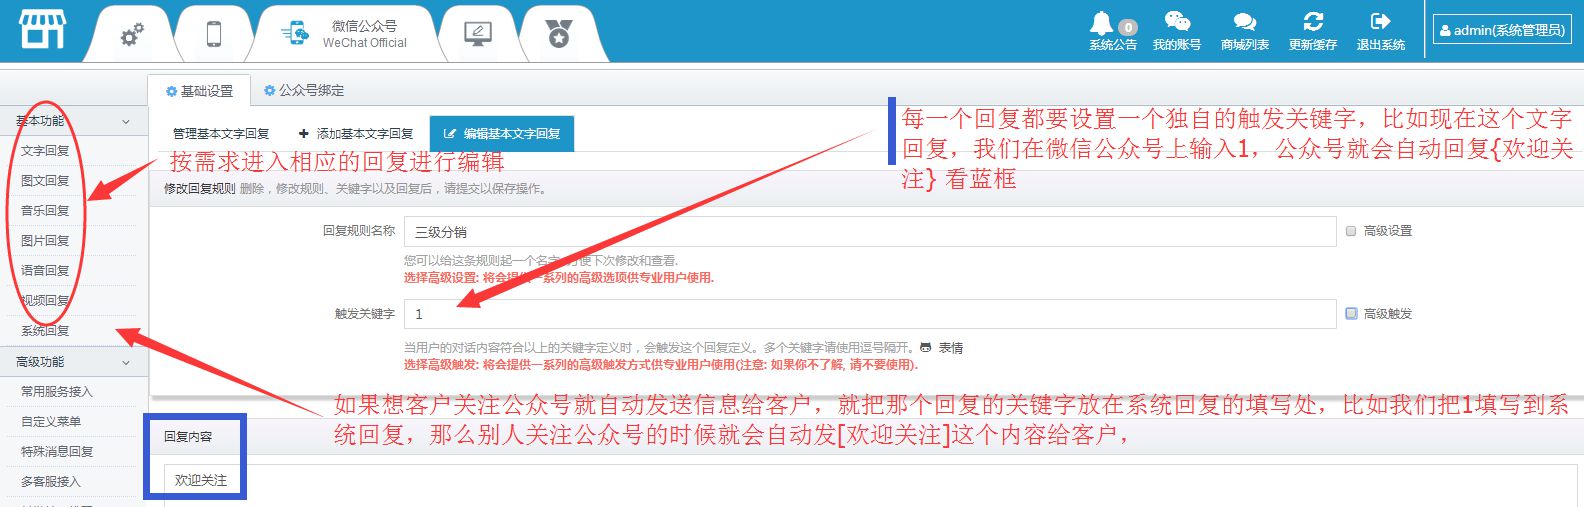 微信公众号
WeChat Official
0
系统公告
我的账号
商城列表
更新缓存
退出系统
admin(系统管理员)
基础设置
公众号绑定
基本功能
文字回复
图文回复
音乐回复
图片回复
语音回复
视频回复
系统回复
高级功能
常用服务接入
自定义菜单
特殊消息回复
多客服接入
管理基本文字回复
添加基本文字回复
编辑基本文字回复
按需求进入相应的回复进行编辑
每一个回复都要设置一个独自的触发关键字，比如现在这个文字
回复，我们在微信公众号上输入1，公众号就会自动回复{欢迎关
注} 看蓝框
修改回复规则 删除，修改规则、关键字以及回复后，请提交以保存操作。
回复规则名称
三级分销
高级设置
您可以给这条规则起一个名字, 方便下次修改和查看.
选择高级设置: 将会提供一系列的高级选项供专业用户使用.
触发关键字
1
高级触发
当用户的对话内容符合以上的关键字定义时，会触发这个回复定义。多个关键字请使用逗号隔开。 表情
选择高级触发: 将会提供一系列的高级触发方式供专业用户使用(注意: 如果你不了解, 请不要使用).
如果想客户关注公众号就自动发送信息给客户，就把那个回复的关键字放在系统回复的填写处，比如我们把1填写到系
统回复，那么别人关注公众号的时候就会自动发[欢迎关注]这个内容给客户，
回复内容
欢迎关注